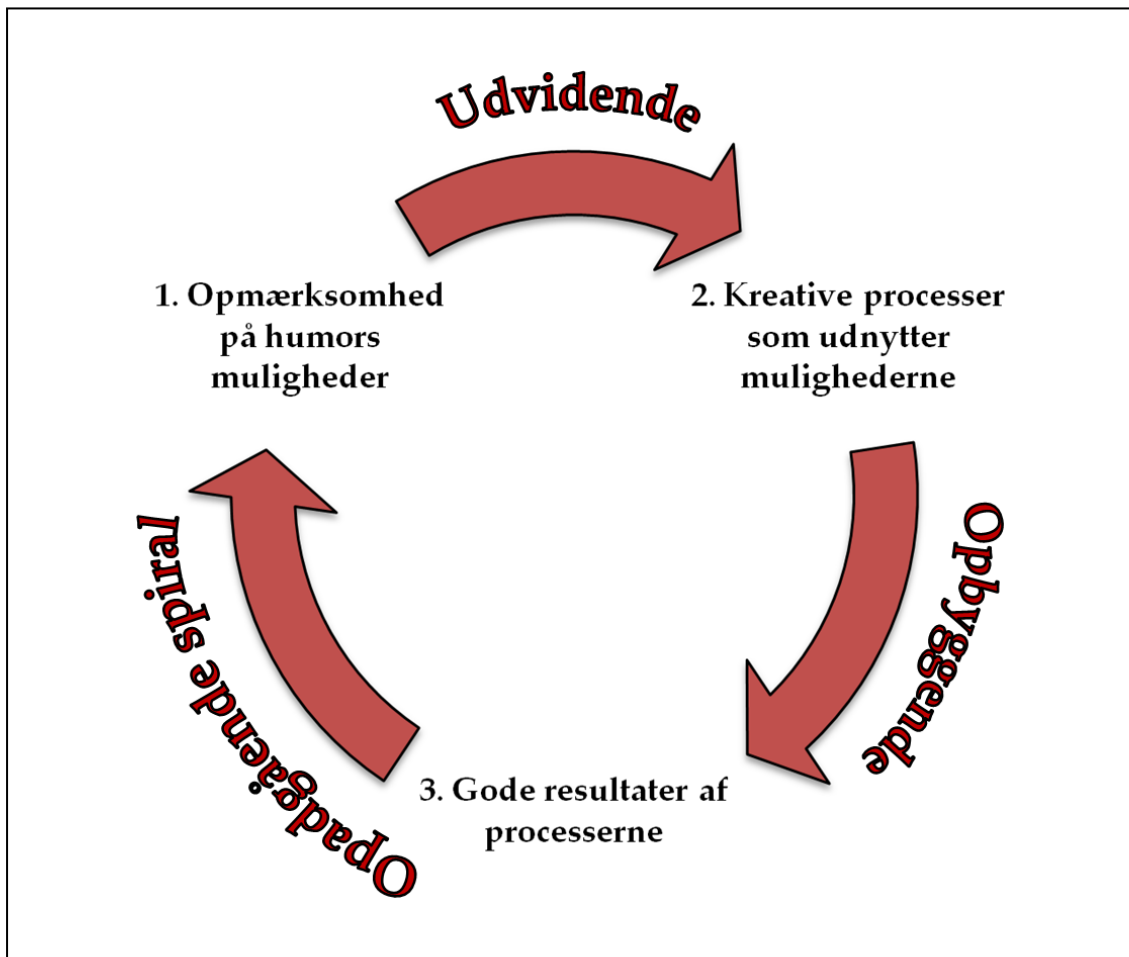 Udvidende
1. Opmærksomhed
på humors
muligheder
2. Kreative processer
som udnytter
mulighederne
Opbyggende
3. Gode resultater af
processerne
Opadgående spiral